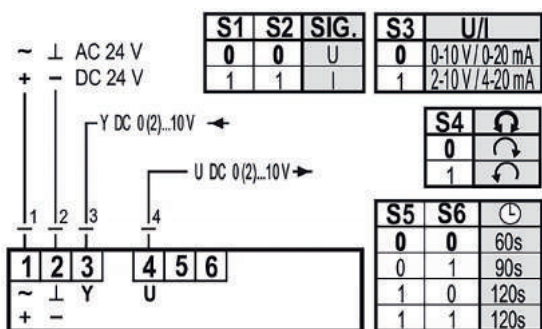 ~ ⊥ AC 24 V
+ – DC 24 V
Y DC 0(2)...10V
U DC 0(2)...10V
1 2 3 4
1 2 3 4 5 6
~ ⊥ Y U
+ –
S1 S2 SIG.
0 0 U
1 1 I
S3 U/I
0 0-10 V/0-20 mA
1 2-10 V/4-20 mA
S4
0
1
S5 S6
0 0 60s
0 1 90s
1 0 120s
1 1 120s